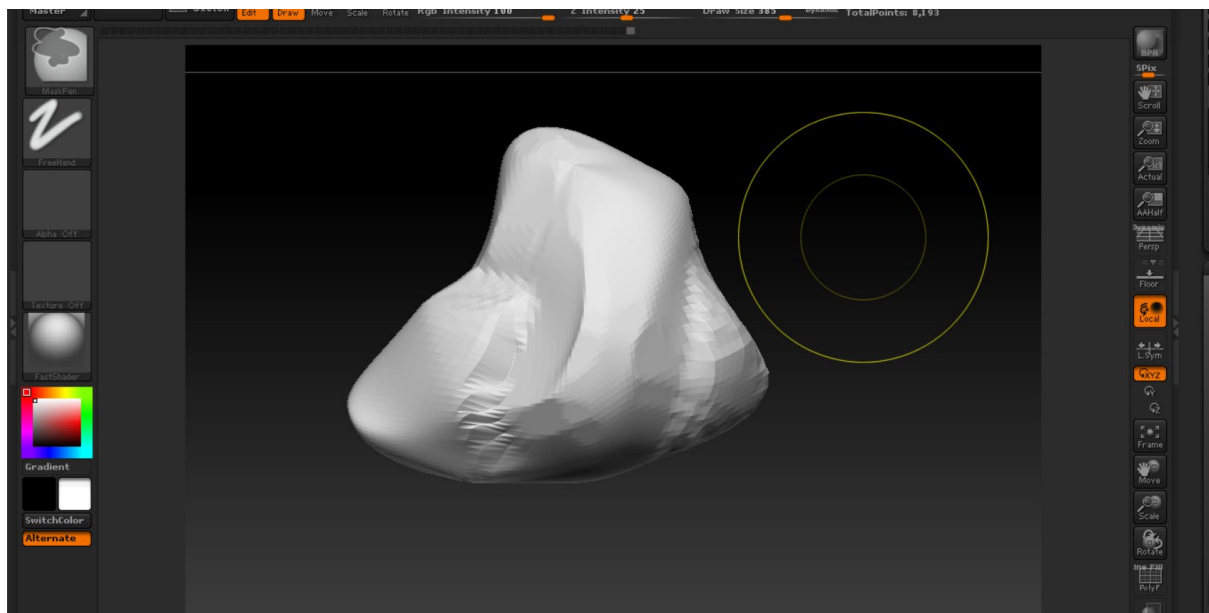 Master
Sketch
Edit
Draw
Move
Scale
Rotate
Rgb Intensity 100
Z Intensity 25
Draw Size 385
Dynamic
TotalPoints: 8,193
MaskPen
FreeHand
Alpha Off
Texture Off
FastShader
Gradient
SwitchColor
Alternate
BPR
SPix
Scroll
Zoom
Actual
AAHalf
Dynamic
Persp
Floor
Local
L.Sym
XYZ
Y
Z
Frame
Move
Scale
Rotate
PolyF